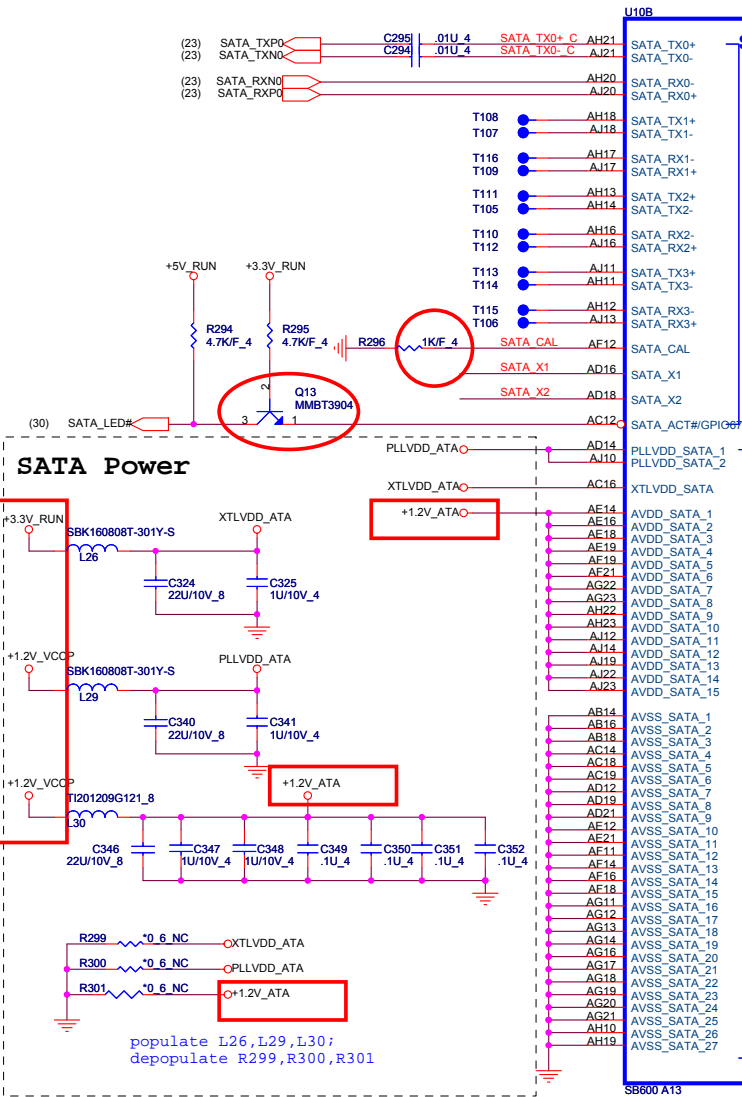 U10B
(23) SATA_TXP0 C295 .01U_4 SATA_TX0+_C AH21 SATA_TX0+
(23) SATA_TXN0 C294 .01U_4 SATA_TX0-_C AJ21 SATA_TX0-
(23) SATA_RXN0 AH20 SATA_RX0-
(23) SATA_RXP0 AJ20 SATA_RX0+
T108 AH18 SATA_TX1+
T107 AJ18 SATA_TX1-
T116 AH17 SATA_RX1-
T109 AJ17 SATA_RX1+
T111 AH13 SATA_TX2+
T105 AH14 SATA_TX2-
T110 AH16 SATA_RX2-
T112 AJ16 SATA_RX2+
T113 AJ11 SATA_TX3+
T114 AH11 SATA_TX3-
T115 AH12 SATA_RX3-
T106 AJ13 SATA_RX3+
+5V_RUN +3.3V_RUN
R294 R295
4.7K/F_4 4.7K/F_4
R296 1K/F_4 SATA_CAL AF12 SATA_CAL
SATA_X1 AD16 SATA_X1
SATA_X2 AD18 SATA_X2
Q13
MMBT3904
2
3 1
(30) SATA_LED# AC12 SATA_ACT#/GPIO67
SATA Power
PLLVDD_ATA AD14 PLLVDD_SATA_1
AJ10 PLLVDD_SATA_2
XTLVDD_ATA AC16 XTLVDD_SATA
+1.2V_ATA AE14 AVDD_SATA_1
AE16 AVDD_SATA_2
AE18 AVDD_SATA_3
AE19 AVDD_SATA_4
AF19 AVDD_SATA_5
AF21 AVDD_SATA_6
AG22 AVDD_SATA_7
AG23 AVDD_SATA_8
AH22 AVDD_SATA_9
AH23 AVDD_SATA_10
AJ12 AVDD_SATA_11
AJ14 AVDD_SATA_12
AJ19 AVDD_SATA_13
AJ22 AVDD_SATA_14
AJ23 AVDD_SATA_15
AB14 AVSS_SATA_1
AB16 AVSS_SATA_2
AB18 AVSS_SATA_3
AC14 AVSS_SATA_4
AC18 AVSS_SATA_5
AC19 AVSS_SATA_6
AD12 AVSS_SATA_7
AD19 AVSS_SATA_8
AD21 AVSS_SATA_9
AE12 AVSS_SATA_10
AE21 AVSS_SATA_11
AF11 AVSS_SATA_12
AF14 AVSS_SATA_13
AF16 AVSS_SATA_14
AF18 AVSS_SATA_15
AG11 AVSS_SATA_16
AG12 AVSS_SATA_17
AG13 AVSS_SATA_18
AG14 AVSS_SATA_19
AG16 AVSS_SATA_20
AG17 AVSS_SATA_21
AG18 AVSS_SATA_22
AG19 AVSS_SATA_23
AG20 AVSS_SATA_24
AG21 AVSS_SATA_25
AH10 AVSS_SATA_26
AH19 AVSS_SATA_27
SB600 A13
+3.3V_RUN SBK160808T-301Y-S XTLVDD_ATA
L26
C324 C325
22U/10V_8 1U/10V_4
+1.2V_VCCP SBK160808T-301Y-S PLLVDD_ATA
L29
C340 C341
22U/10V_8 1U/10V_4
+1.2V_VCCP TI201209G121_8 +1.2V_ATA
L30
C346 C347 C348 C349 C350 C351 C352
22U/10V_8 1U/10V_4 1U/10V_4 .1U_4 .1U_4 .1U_4 .1U_4
R299 *0_6_NC XTLVDD_ATA
R300 *0_6_NC PLLVDD_ATA
R301 *0_6_NC +1.2V_ATA
populate L26,L29,L30;
depopulate R299,R300,R301